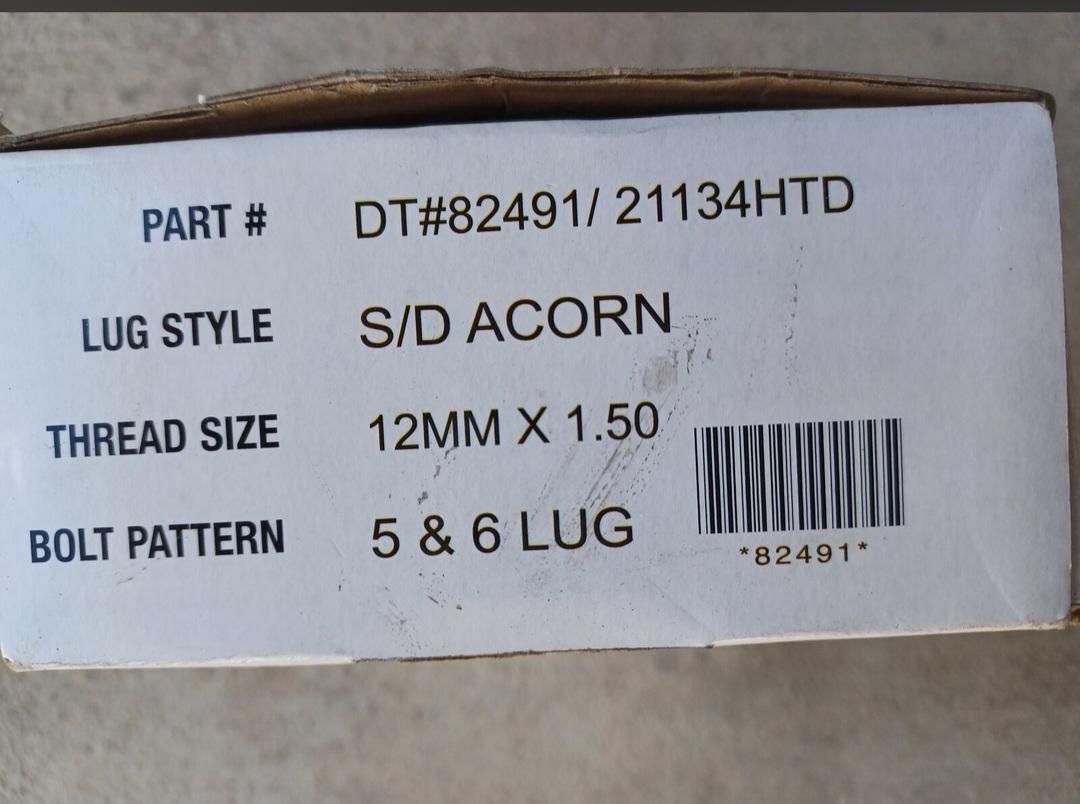 PART # DT#82491/ 21134HTD
LUG STYLE S/D ACORN
THREAD SIZE 12MM X 1.50
BOLT PATTERN 5 & 6 LUG
*82491*